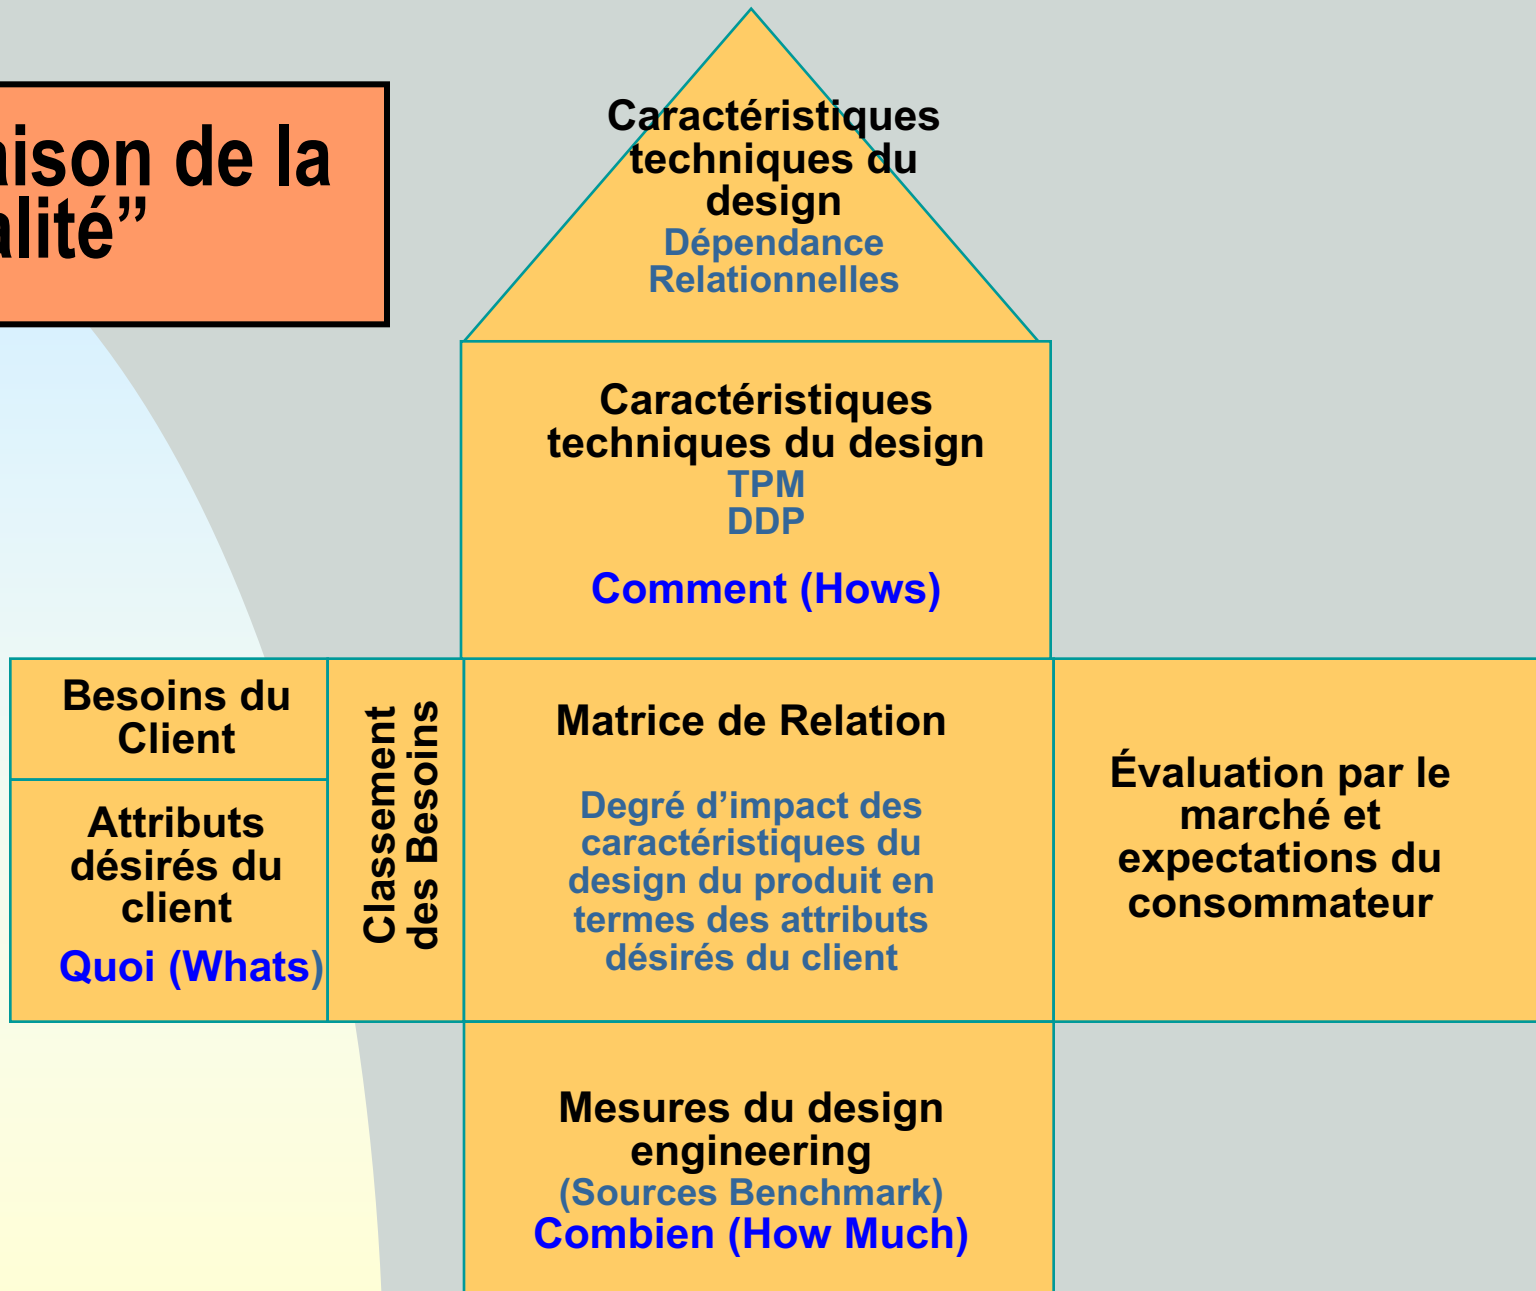 aison de la
alité”
Caractéristiques
techniques du
design
Dépendance
Relationnelles
Caractéristiques
techniques du design
TPM
DDP
Comment (Hows)
Besoins du
Client
Attributs
désirés du
client
Quoi (Whats)
Classement
des Besoins
Matrice de Relation
Degré d’impact des
caractéristiques du
design du produit en
termes des attributs
désirés du client
Évaluation par le
marché et
expectations du
consommateur
Mesures du design
engineering
(Sources Benchmark)
Combien (How Much)